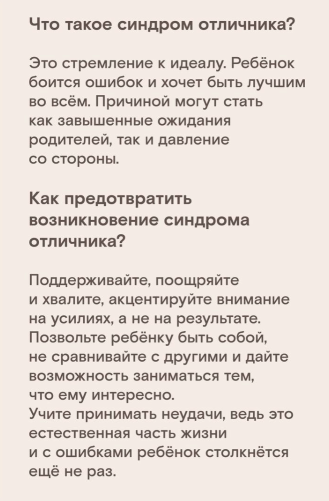 Что такое синдром отличника?
Это стремление к идеалу. Ребёнок
боится ошибок и хочет быть лучшим
во всём. Причиной могут стать
как завышенные ожидания
родителей, так и давление
со стороны.
Как предотвратить
возникновение синдрома
отличника?
Поддерживайте, поощряйте
и хвалите, акцентируйте внимание
на усилиях, а не на результате.
Позвольте ребёнку быть собой,
не сравнивайте с другими и дайте
возможность заниматься тем,
что ему интересно.
Учите принимать неудачи, ведь это
естественная часть жизни
и с ошибками ребёнок столкнётся
ещё не раз.